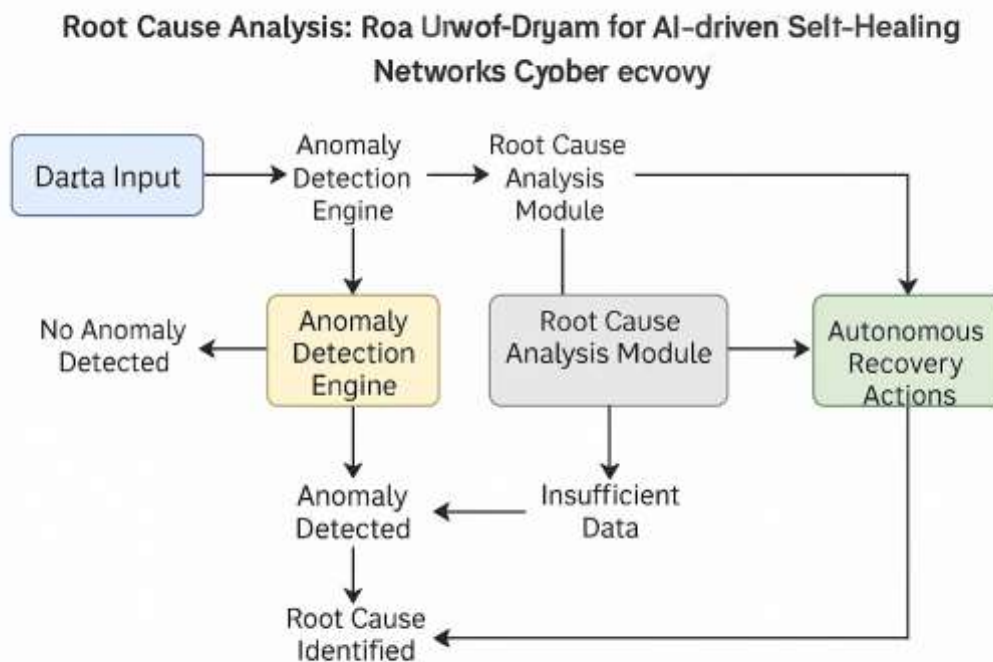 Root Cause Analysis: Roa Urwof-Dryam for AI-driven Selt-Healing
Networks Cyober ecvovy
Darta Input
Anomaly
Detection
Engine
Root Cause
Analysis
Module
No Anomaly
Detected
Anomaly
Detection
Engine
Root Cause
Analysis Module
Autonomous
Recovery
Actions
Anomaly
Detected
Insufficient
Data
Root Cause
Identified